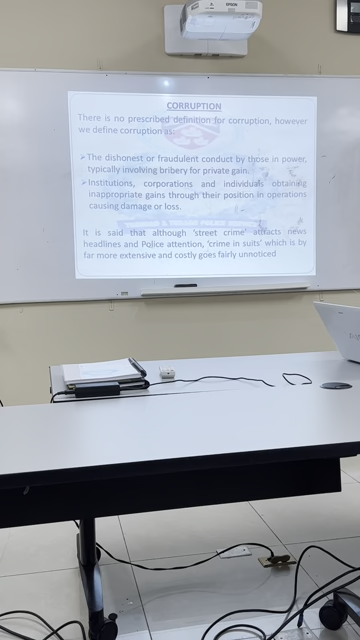 EPSON
CORRUPTION
There is no prescribed definition for corruption, however
we define corruption as:
➢The dishonest or fraudulent conduct by those in power,
typically involving bribery for private gain.
➢Institutions, corporations and individuals obtaining
inappropriate gains through their position in operations
causing damage or loss.
It is said that although 'street crime' attracts news
headlines and Police attention, 'crime in suits' which is by
far more extensive and costly goes fairly unnoticed